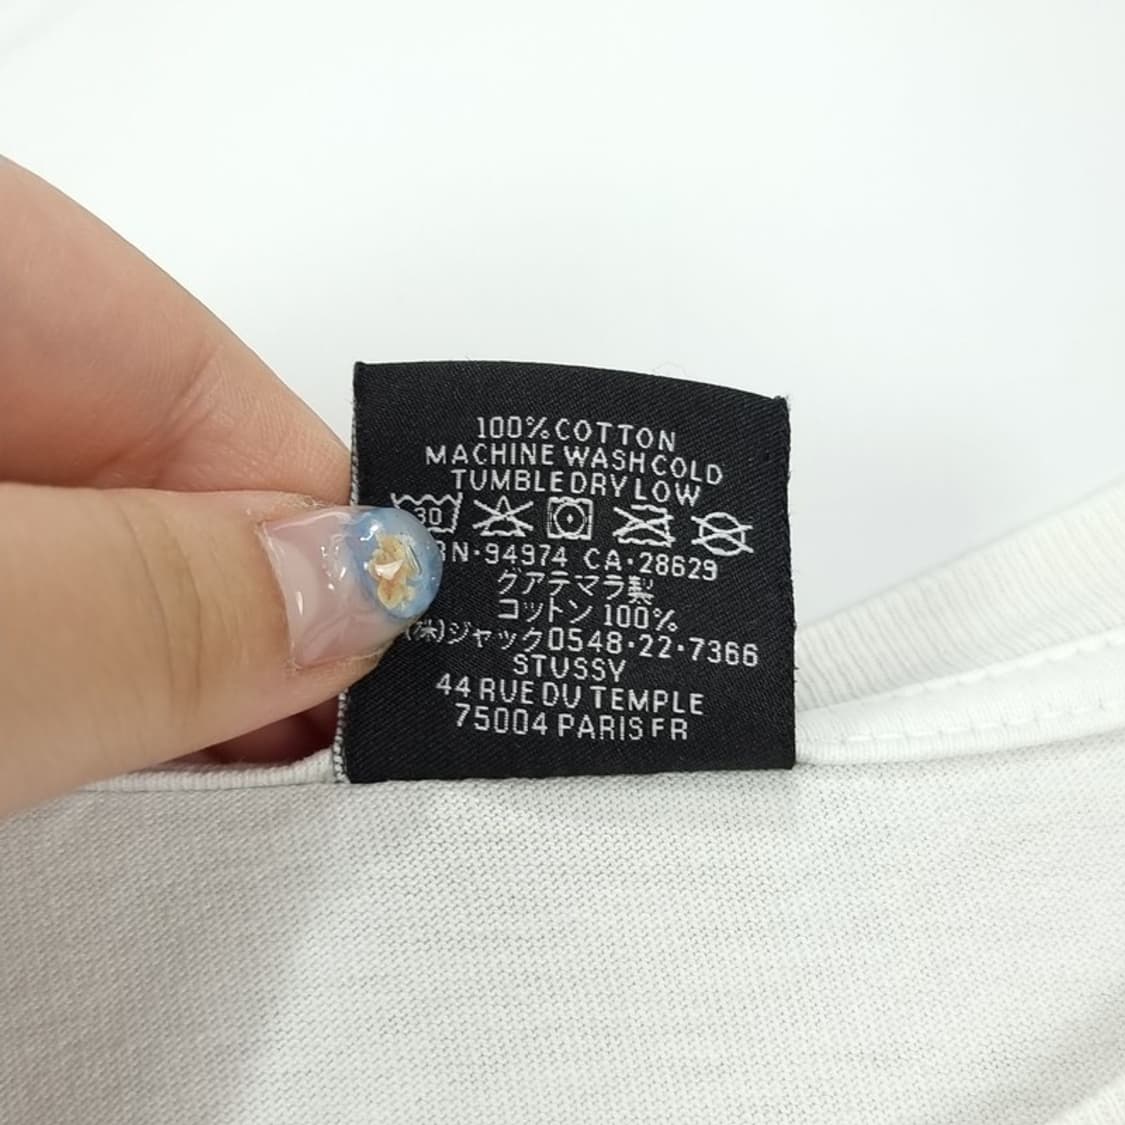 100% COTTON
MACHINE WASH COLD
TUMBLE DRY LOW
30
RN·94974 CA·28629
グアテマラ製
コットン 100%
(株)ジャック0548·22·7366
STUSSY
44 RUE DU TEMPLE
75004 PARIS FR